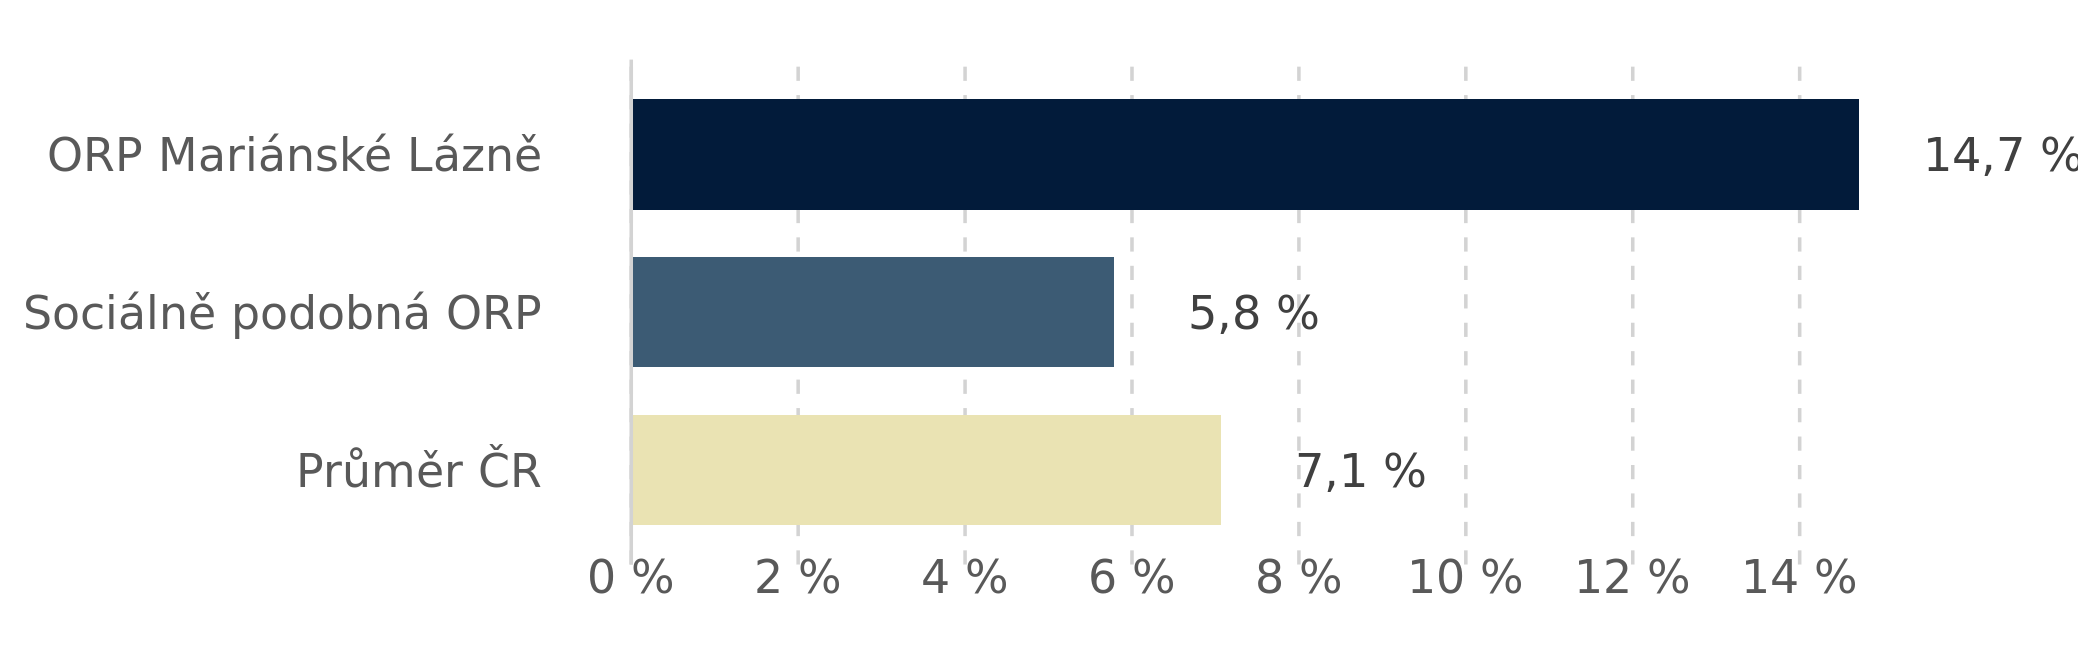 ORP Mariánské Lázně 14,7 %
Sociálně podobná ORP 5,8 %
Průměr ČR 7,1 %
0 % 2 % 4 % 6 % 8 % 10 % 12 % 14 %